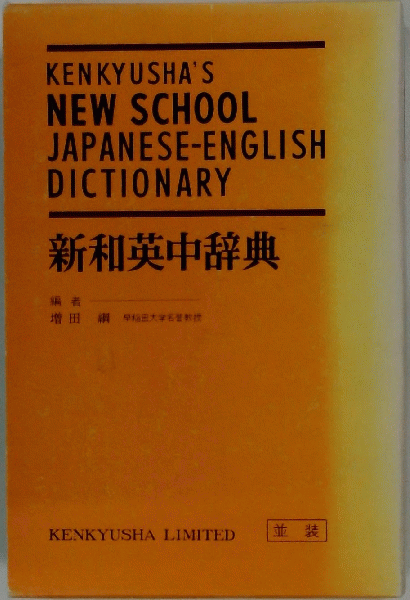 KENKYUSHA'S
NEW SCHOOL
JAPANESE-ENGLISH
DICTIONARY
新和英中辞典
編者
増田 綱 早稲田大学名誉教授
KENKYUSHA LIMITED 並装